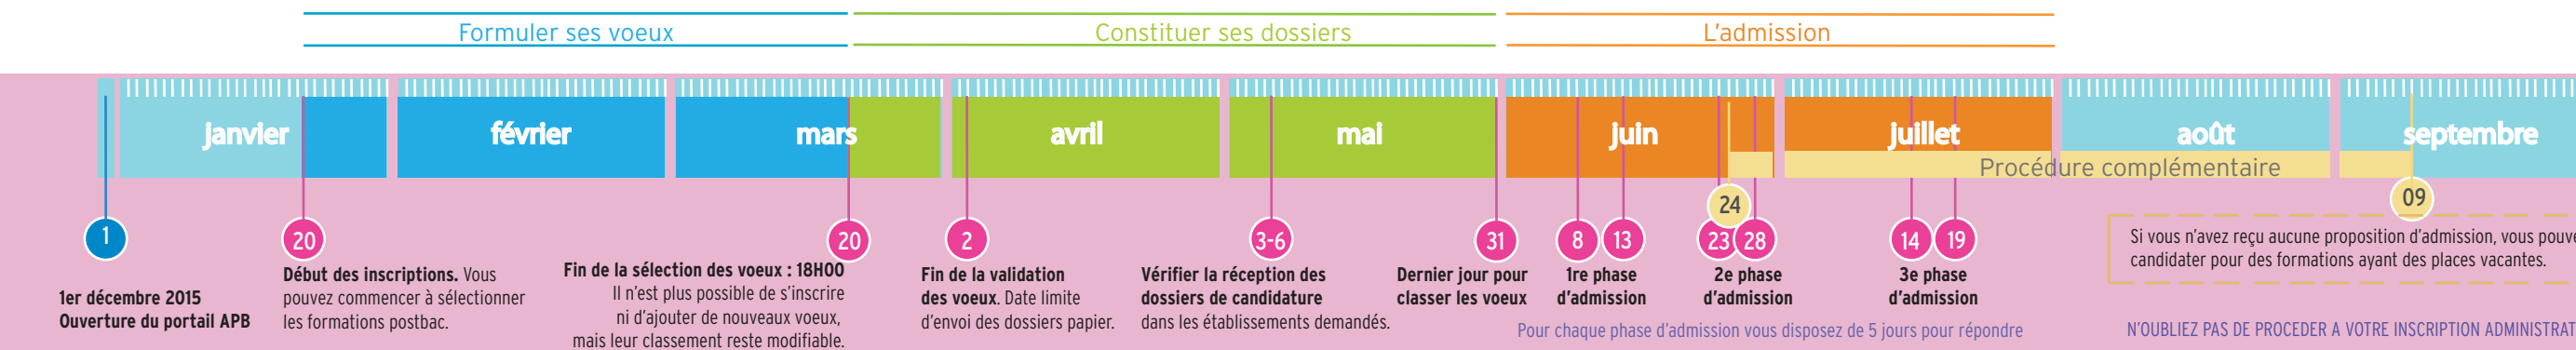 Formuler ses voeux
Constituer ses dossiers
L'admission
janvier
février
mars
avril
mai
juin
juillet
août
septembre
Procédure complémentaire
1
20
20
2
3-6
31
8
13
23
24
28
14
19
09
1er décembre 2015
Ouverture du portail APB
Début des inscriptions. Vous
pouvez commencer à sélectionner
les formations postbac.
Fin de la sélection des voeux : 18H00
Il n'est plus possible de s'inscrire
ni d'ajouter de nouveaux voeux,
mais leur classement reste modifiable.
Fin de la validation
des voeux. Date limite
d'envoi des dossiers papier.
Vérifier la réception des
dossiers de candidature
dans les établissements demandés.
Dernier jour pour
classer les voeux
1re phase
d'admission
2e phase
d'admission
3e phase
d'admission
Pour chaque phase d'admission vous disposez de 5 jours pour répondre
Si vous n'avez reçu aucune proposition d'admission, vous pouve
candidater pour des formations ayant des places vacantes.
N'OUBLIEZ PAS DE PROCEDER A VOTRE INSCRIPTION ADMINISTRAT